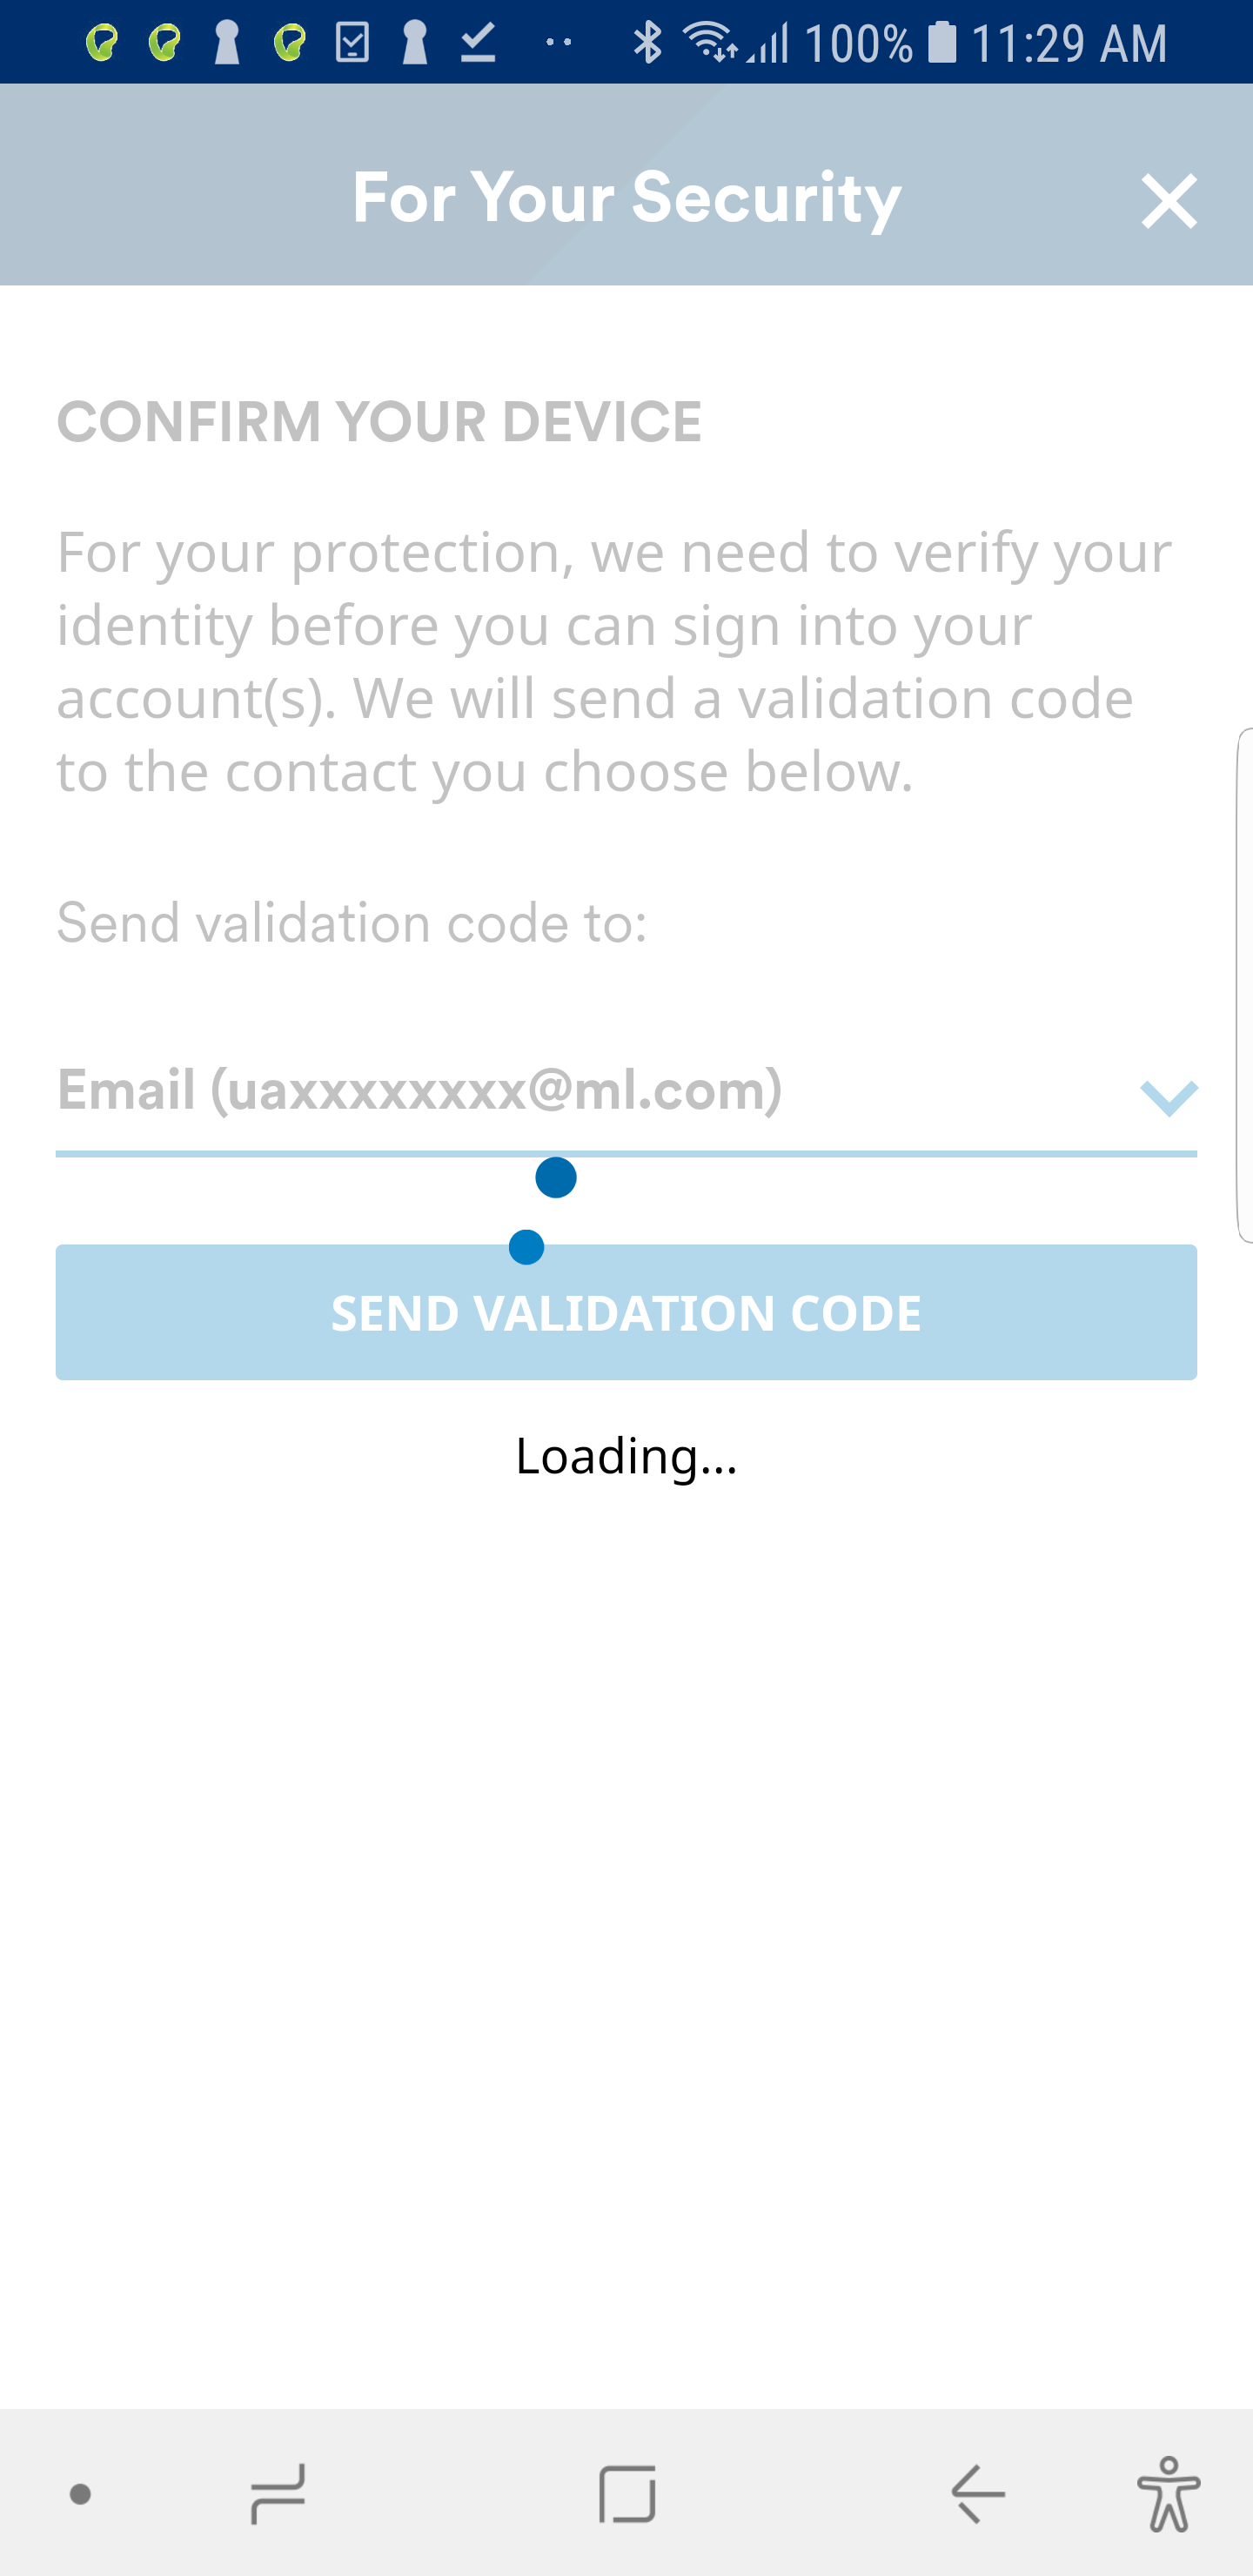 100% 11:29 AM
For Your Security
CONFIRM YOUR DEVICE
For your protection, we need to verify your
identity before you can sign into your
account(s). We will send a validation code
to the contact you choose below.
Send validation code to:
Email (uaxxxxxxxxx@ml.com)
SEND VALIDATION CODE
Loading...